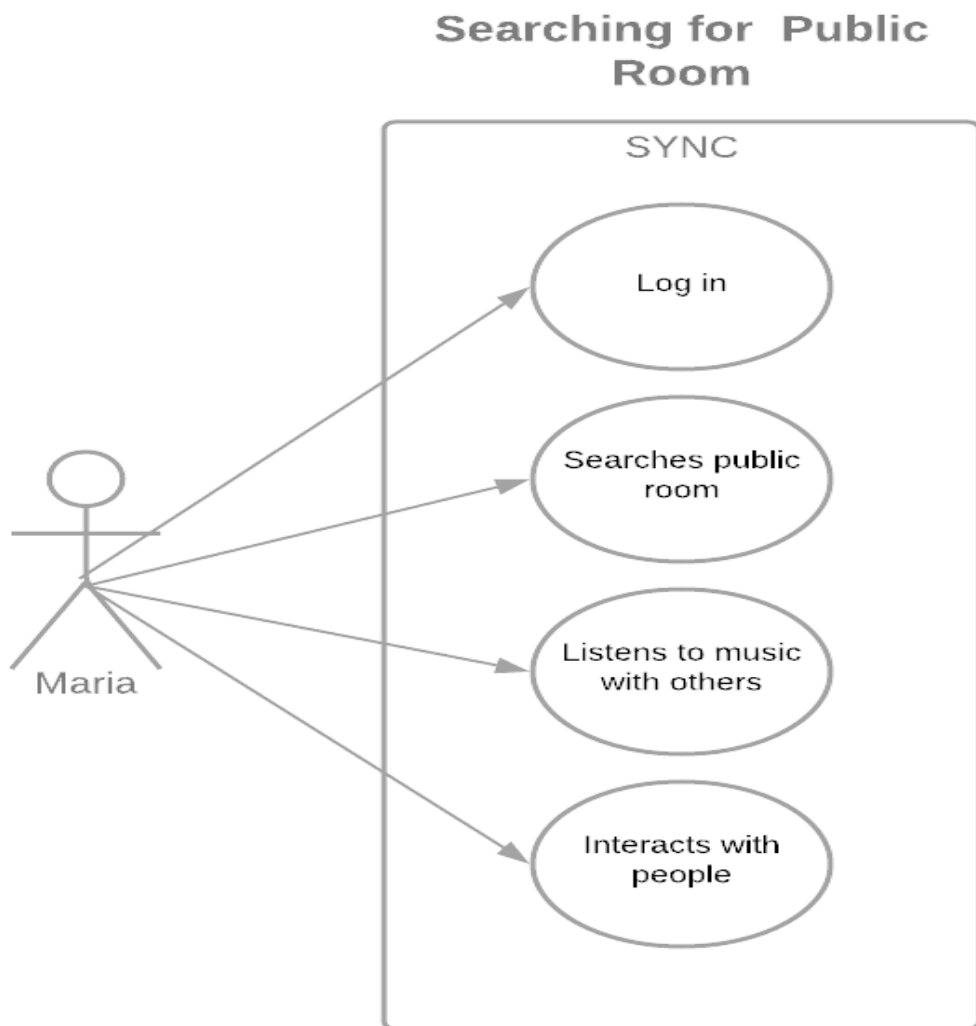 Searching for Public
Room
SYNC
Log in
Searches public
room
Listens to music
with others
Maria
Interacts with
people